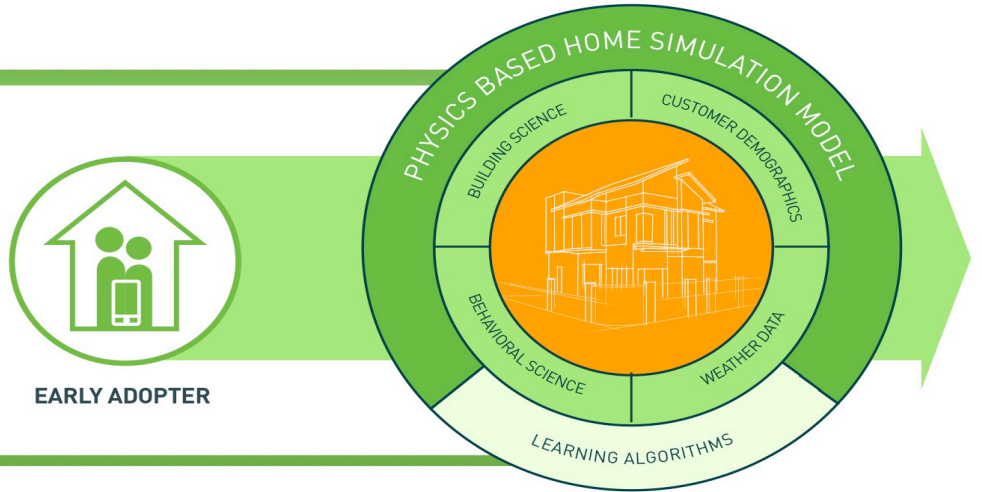 PHYSICS BASED HOME SIMULATION MODEL
BUILDING SCIENCE
CUSTOMER DEMOGRAPHICS
BEHAVIORAL SCIENCE
WEATHER DATA
LEARNING ALGORITHMS
EARLY ADOPTER